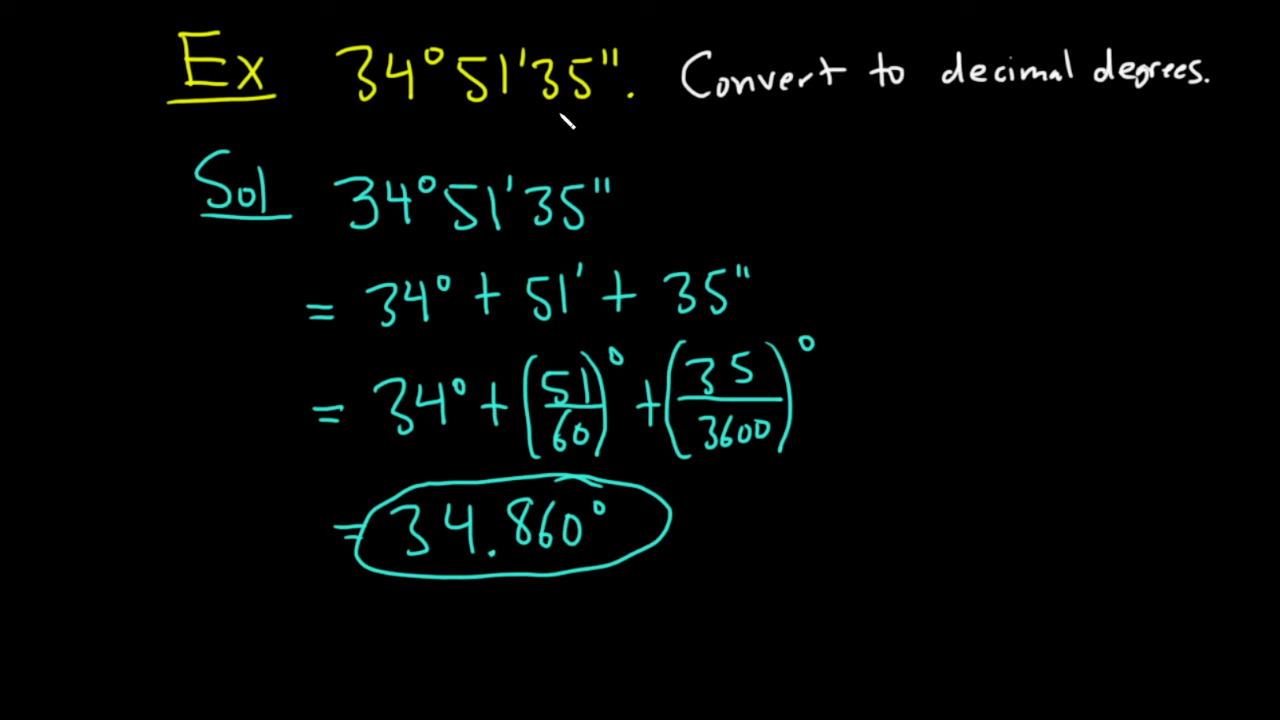 Ex 34°51'35". Convert to decimal degrees.
Sol 34°51'35"
= 34° + 51' + 35"
= 34° + (51/60)° + (35/3600)°
= 34.860°